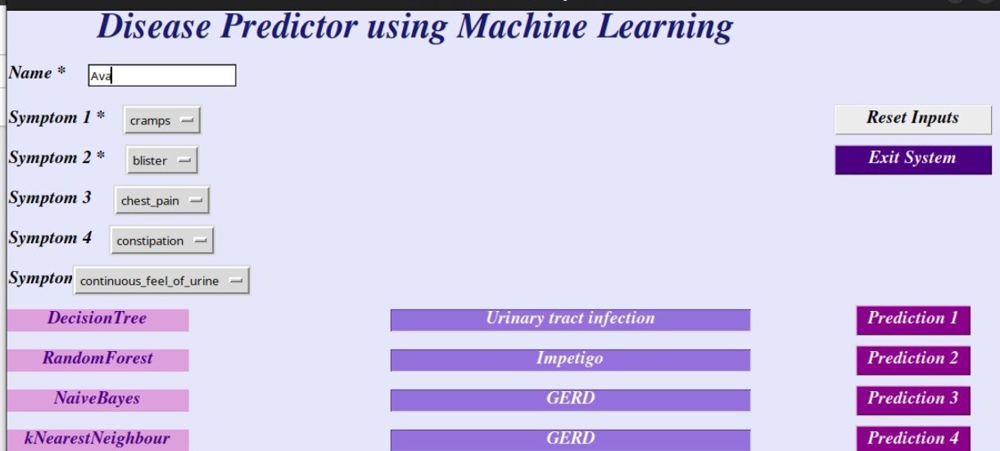 Disease Predictor using Machine Learning
Name * Ava
Symptom 1 * cramps Reset Inputs
Symptom 2 * blister Exit System
Symptom 3 chest_pain
Symptom 4 constipation
Sympton continuous_feel_of_urine
DecisionTree Urinary tract infection Prediction 1
RandomForest Impetigo Prediction 2
NaiveBayes GERD Prediction 3
kNearestNeighbour GERD Prediction 4